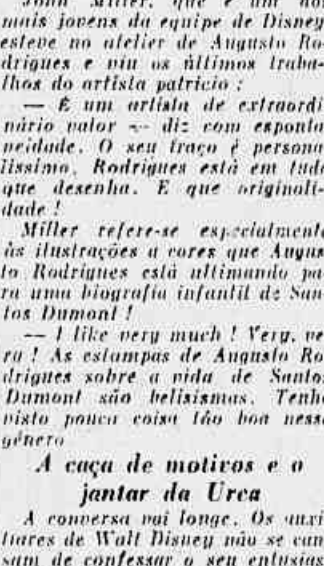 John Miller, que é um dos
mais jovens da equipe de Disney
esteve no atelier de Augusto Ro
drigues e viu os últimos traba-
lhos do artista patricio :
— É um artista de extraordi
nário valor — diz com esponta
neidade. O seu traço é persona
lissimo. Rodrigues está em tudo
que desenha. E que originali-
dade !
Miller refere-se especialmente
às ilustrações a cores que Augus
to Rodrigues está ultimando pa-
ra uma biografia infantil de San
tos Dumont !
— I like very much ! Very, ve
ra ! As estampas de Augusto Ro
drigues sobre a vida de Santos
Dumont são belisismas. Tenho
visto pouca coisa tão boa nesse
gênero
A caça de motivos e o
jantar da Urca
A conversa vai longe. Os auxi
liares de Walt Disney não se can
sam de confessar o seu entusias